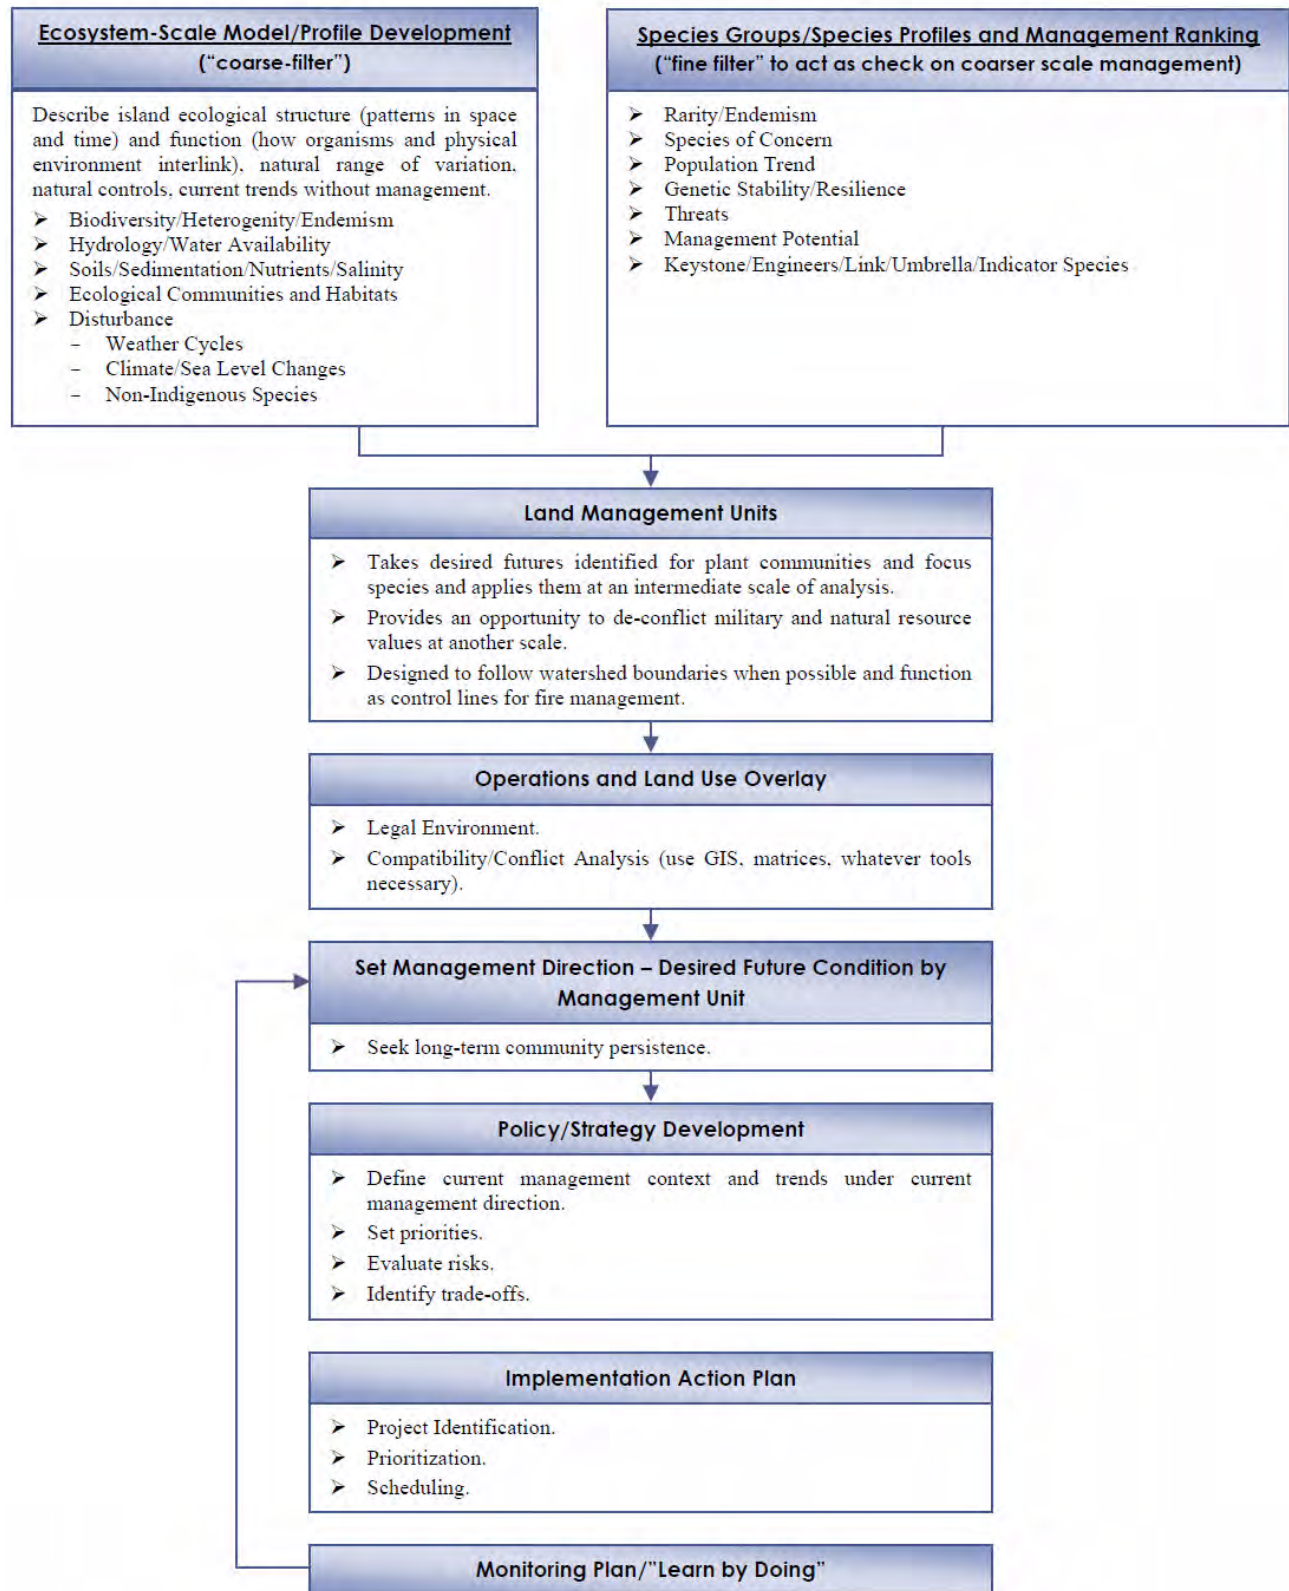 Ecosystem-Scale Model/Profile Development
(“coarse-filter”)
Describe island ecological structure (patterns in space
and time) and function (how organisms and physical
environment interlink), natural range of variation,
natural controls, current trends without management.
➢ Biodiversity/Heterogenity/Endemism
➢ Hydrology/Water Availability
➢ Soils/Sedimentation/Nutrients/Salinity
➢ Ecological Communities and Habitats
➢ Disturbance
– Weather Cycles
– Climate/Sea Level Changes
– Non-Indigenous Species
Species Groups/Species Profiles and Management Ranking
(“fine filter” to act as check on coarser scale management)
➢ Rarity/Endemism
➢ Species of Concern
➢ Population Trend
➢ Genetic Stability/Resilience
➢ Threats
➢ Management Potential
➢ Keystone/Engineers/Link/Umbrella/Indicator Species
Land Management Units
➢ Takes desired futures identified for plant communities and focus
species and applies them at an intermediate scale of analysis.
➢ Provides an opportunity to de-conflict military and natural resource
values at another scale.
➢ Designed to follow watershed boundaries when possible and function
as control lines for fire management.
Operations and Land Use Overlay
➢ Legal Environment.
➢ Compatibility/Conflict Analysis (use GIS, matrices, whatever tools
necessary).
Set Management Direction – Desired Future Condition by
Management Unit
➢ Seek long-term community persistence.
Policy/Strategy Development
➢ Define current management context and trends under current
management direction.
➢ Set priorities.
➢ Evaluate risks.
➢ Identify trade-offs.
Implementation Action Plan
➢ Project Identification.
➢ Prioritization.
➢ Scheduling.
Monitoring Plan/”Learn by Doing”